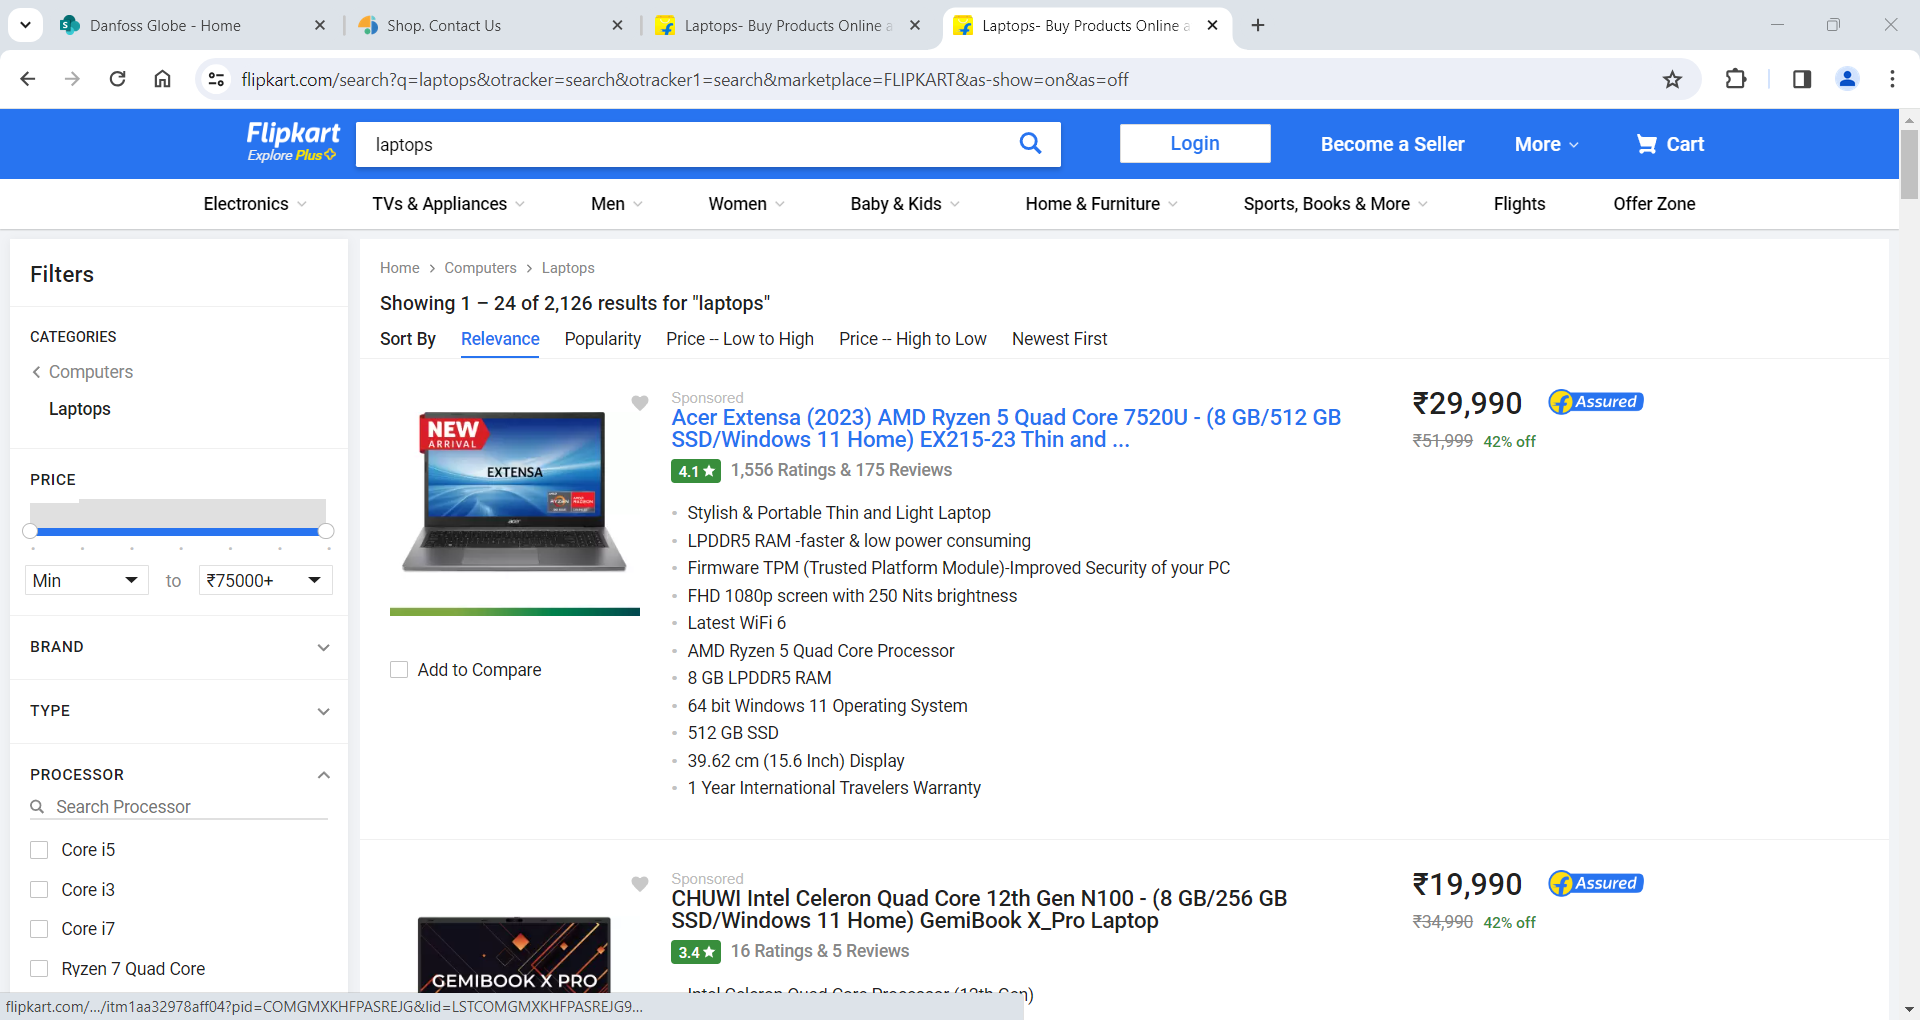 Danfoss Globe - Home
Shop. Contact Us
Laptops- Buy Products Online a
Laptops- Buy Products Online a
flipkart.com/search?q=laptops&otracker=search&otracker1=search&marketplace=FLIPKART&as-show=on&as=off
Flipkart
Explore Plus
laptops
Login
Become a Seller
More
Cart
Electronics
TVs & Appliances
Men
Women
Baby & Kids
Home & Furniture
Sports, Books & More
Flights
Offer Zone
Filters
CATEGORIES
Computers
Laptops
PRICE
Min
to
₹75000+
BRAND
TYPE
PROCESSOR
Search Processor
Core i5
Core i3
Core i7
Ryzen 7 Quad Core
Home
Computers
Laptops
Showing 1 – 24 of 2,126 results for "laptops"
Sort By
Relevance
Popularity
Price -- Low to High
Price -- High to Low
Newest First
NEW
ARRIVAL
EXTENSA
acer
Add to Compare
Sponsored
Acer Extensa (2023) AMD Ryzen 5 Quad Core 7520U - (8 GB/512 GB
SSD/Windows 11 Home) EX215-23 Thin and ...
4.1
1,556 Ratings & 175 Reviews
Stylish & Portable Thin and Light Laptop
LPDDR5 RAM -faster & low power consuming
Firmware TPM (Trusted Platform Module)-Improved Security of your PC
FHD 1080p screen with 250 Nits brightness
Latest WiFi 6
AMD Ryzen 5 Quad Core Processor
8 GB LPDDR5 RAM
64 bit Windows 11 Operating System
512 GB SSD
39.62 cm (15.6 Inch) Display
1 Year International Travelers Warranty
₹29,990
Assured
₹51,999
42% off
GEMIBOOK X PRO
Sponsored
CHUWI Intel Celeron Quad Core 12th Gen N100 - (8 GB/256 GB
SSD/Windows 11 Home) GemiBook X_Pro Laptop
3.4
16 Ratings & 5 Reviews
Intel Celeron Quad Core Processor (12th Gen)
₹19,990
Assured
₹34,990
42% off
flipkart.com/.../itm1aa32978aff04?pid=COMGMXKHFPASREJG&lid=LSTCOMGMXKHFPASREJG9...